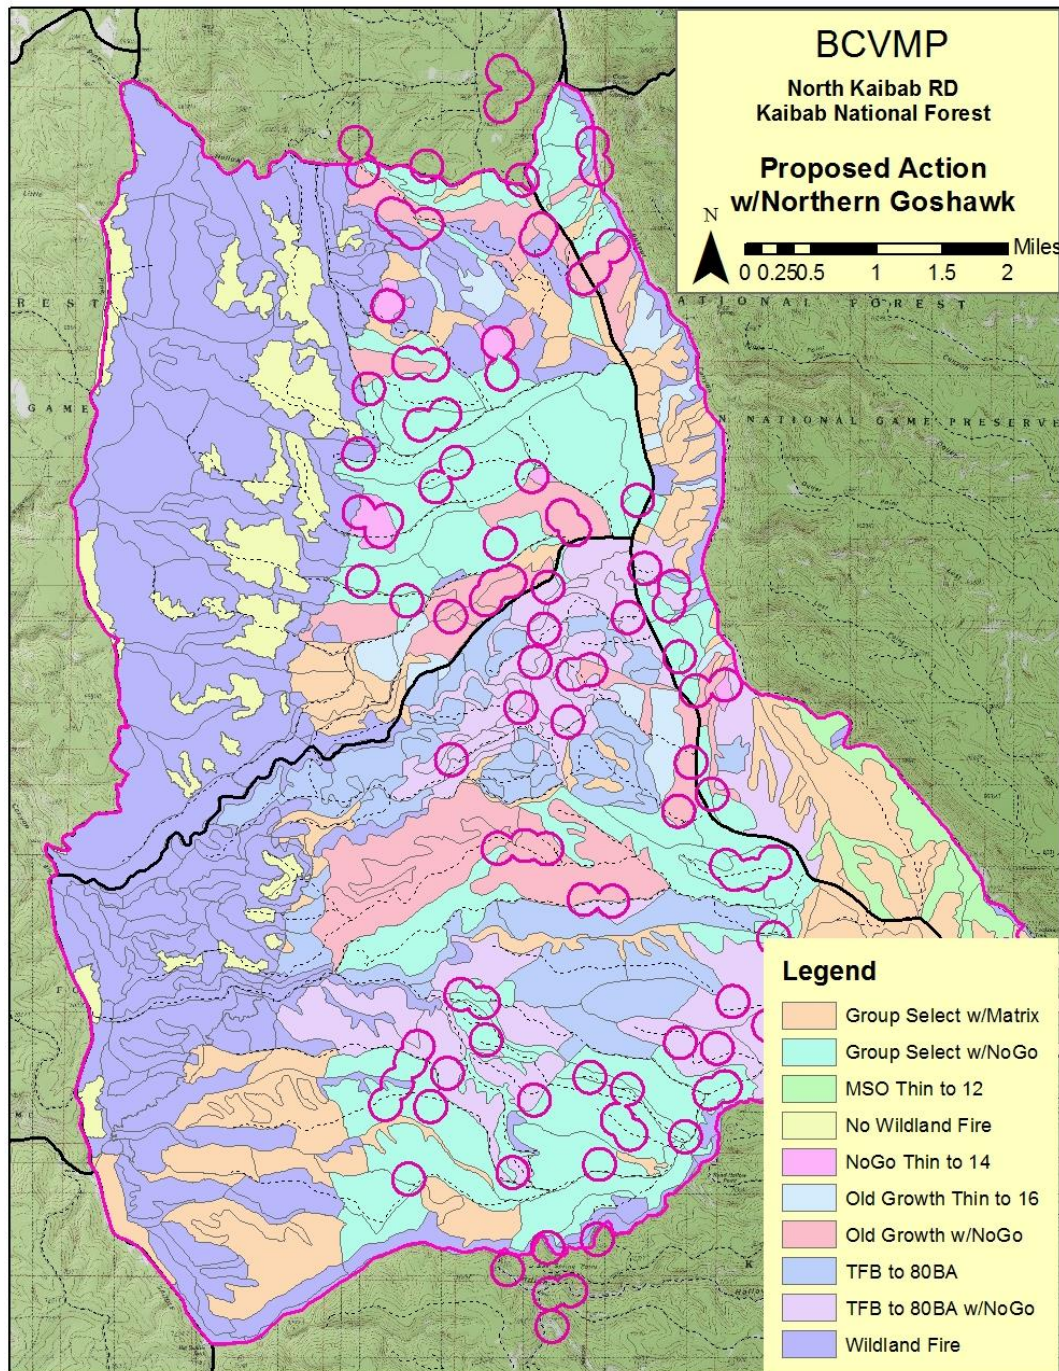 BCVMP
North Kaibab RD
Kaibab National Forest
Proposed Action
w/Northern Goshawk
N
Miles
0 0.25 0.5 1 1.5 2
REST
NATIONAL FOREST
GAME
N NATIONAL GAME PRESERVE
Legend
Group Select w/Matrix
Group Select w/NoGo
MSO Thin to 12
No Wildland Fire
NoGo Thin to 14
Old Growth Thin to 16
Old Growth w/NoGo
TFB to 80BA
TFB to 80BA w/NoGo
Wildland Fire